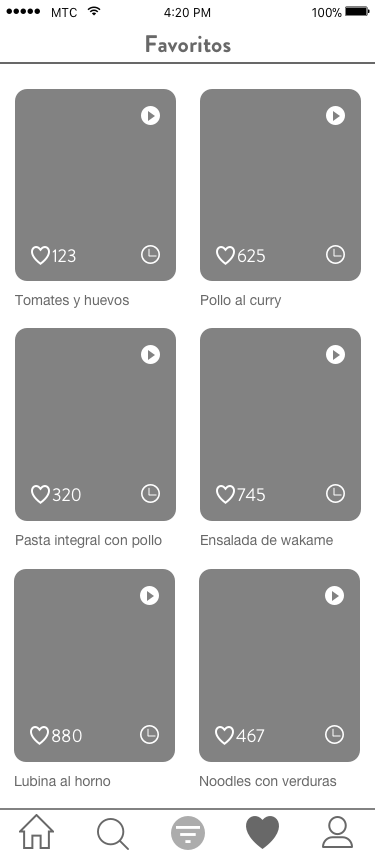 MTC 4:20 PM 100%
Favoritos
123 625
Tomates y huevos Pollo al curry
320 745
Pasta integral con pollo Ensalada de wakame
880 467
Lubina al horno Noodles con verduras